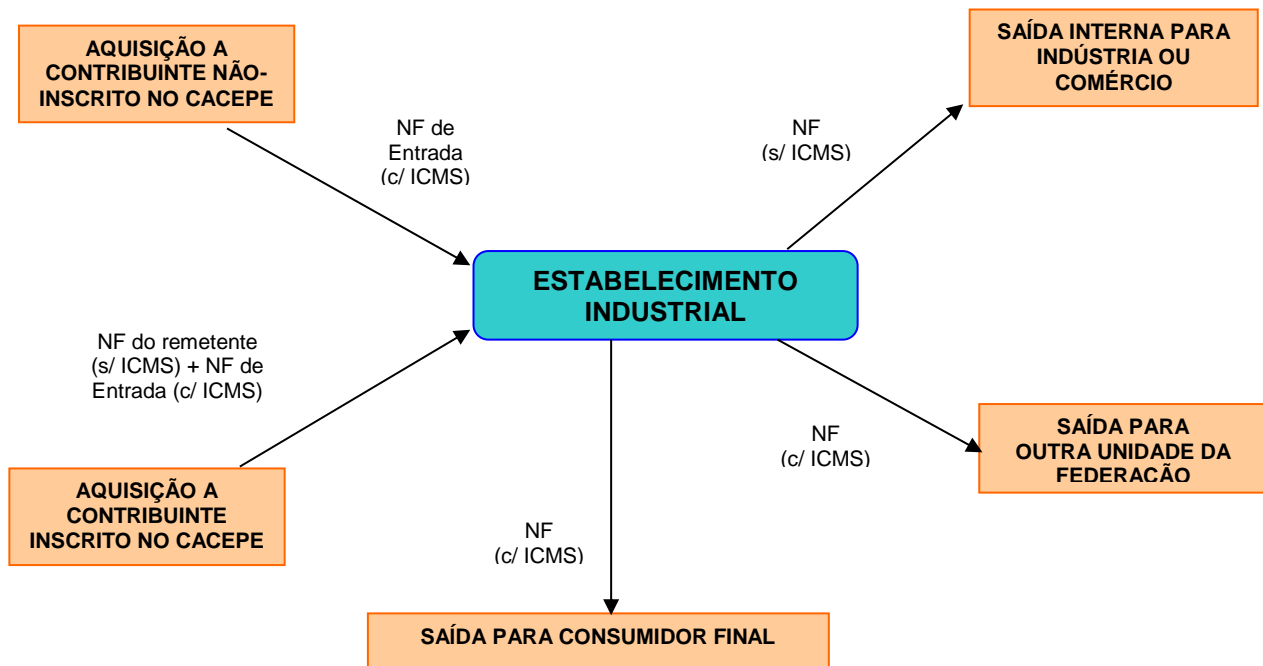 AQUISIÇÃO A
CONTRIBUINTE NÃO-
INSCRITO NO CACEPE
SAÍDA INTERNA PARA
INDÚSTRIA OU
COMÉRCIO
NF de
Entrada
(c/ ICMS)
NF
(s/ ICMS)
ESTABELECIMENTO
INDUSTRIAL
NF do remetente
(s/ ICMS) + NF de
Entrada (c/ ICMS)
NF
(c/ ICMS)
SAÍDA PARA
OUTRA UNIDADE DA
FEDERAÇÃO
AQUISIÇÃO A
CONTRIBUINTE
INSCRITO NO CACEPE
NF
(c/ ICMS)
SAÍDA PARA CONSUMIDOR FINAL